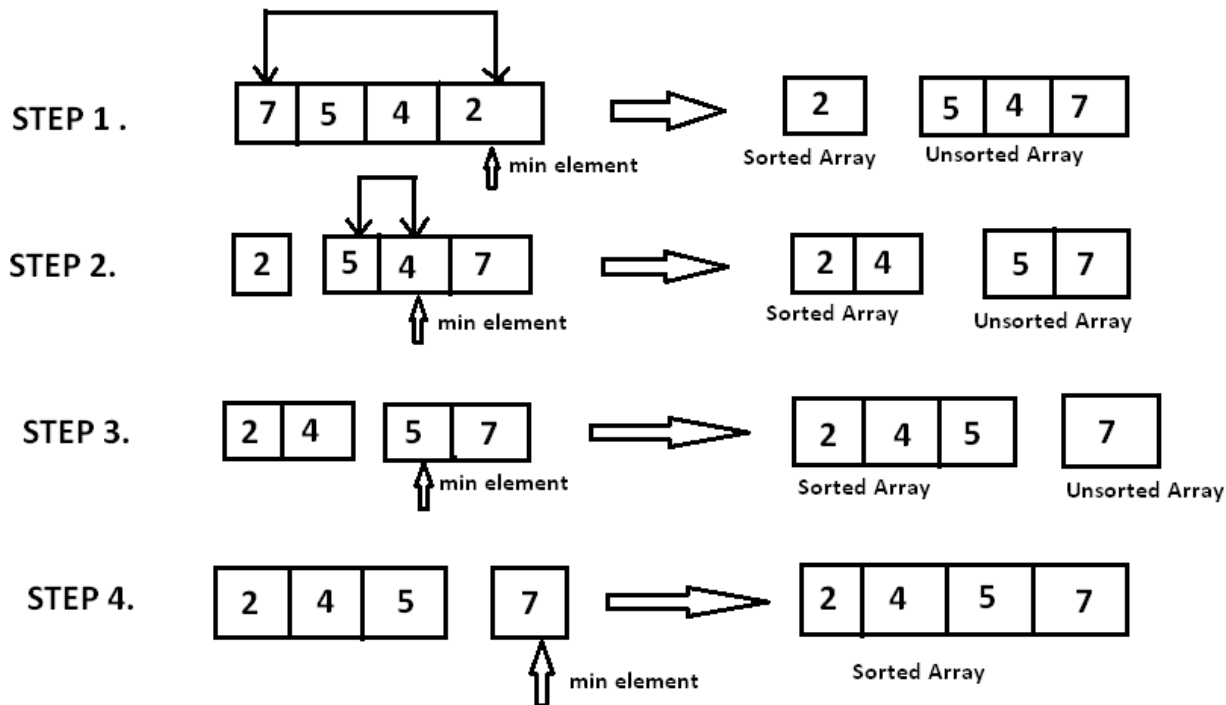 STEP 1 .
7 5 4 2
2
5 4 7
min element
Sorted Array
Unsorted Array
STEP 2.
2
5 4 7
2 4
5 7
min element
Sorted Array
Unsorted Array
STEP 3.
2 4
5 7
2 4 5
7
min element
Sorted Array
Unsorted Array
STEP 4.
2 4 5
7
2 4 5 7
min element
Sorted Array